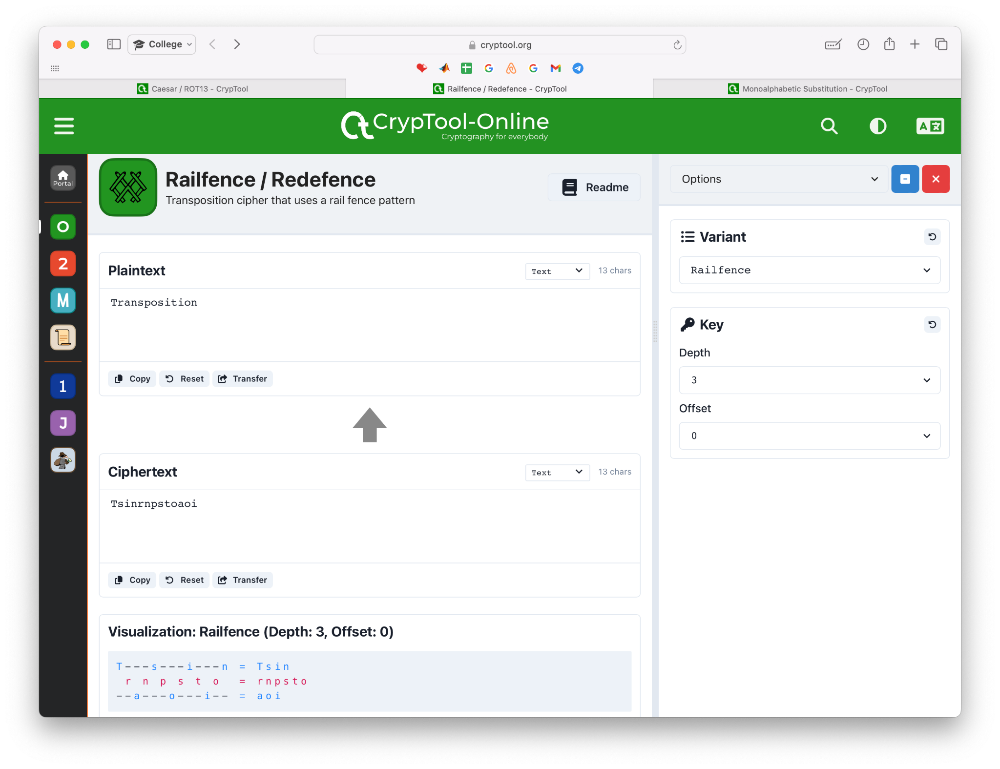 College
cryptool.org
Caesar / ROT13 - CrypTool
Railfence / Redefence - CrypTool
Monoalphabetic Substitution - CrypTool
CrypTool-Online
Cryptography for everybody
Portal
O
2
M
1
J
Railfence / Redefence
Transposition cipher that uses a rail fence pattern
Readme
Options
Variant
Railfence
Key
Depth
3
Offset
0
Plaintext
Text
13 chars
Transposition
Copy
Reset
Transfer
Ciphertext
Text
13 chars
Tsinrnpstoaoi
Copy
Reset
Transfer
Visualization: Railfence (Depth: 3, Offset: 0)
T---s---i---n = Tsin
r n p s t o = rnpsto
--a---o---i-- = aoi